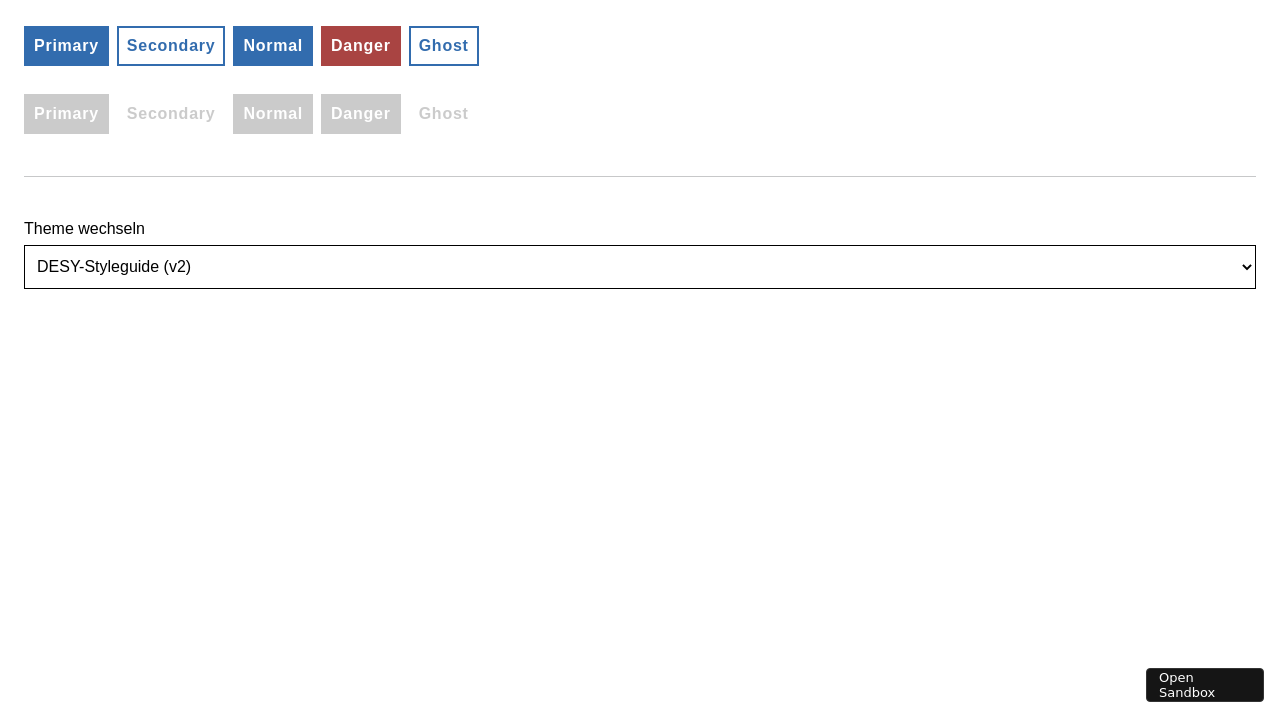 Primary Secondary Normal Danger Ghost
Primary Secondary Normal Danger Ghost
Theme wechseln
DESY-Styleguide (v2)
Open
Sandbox